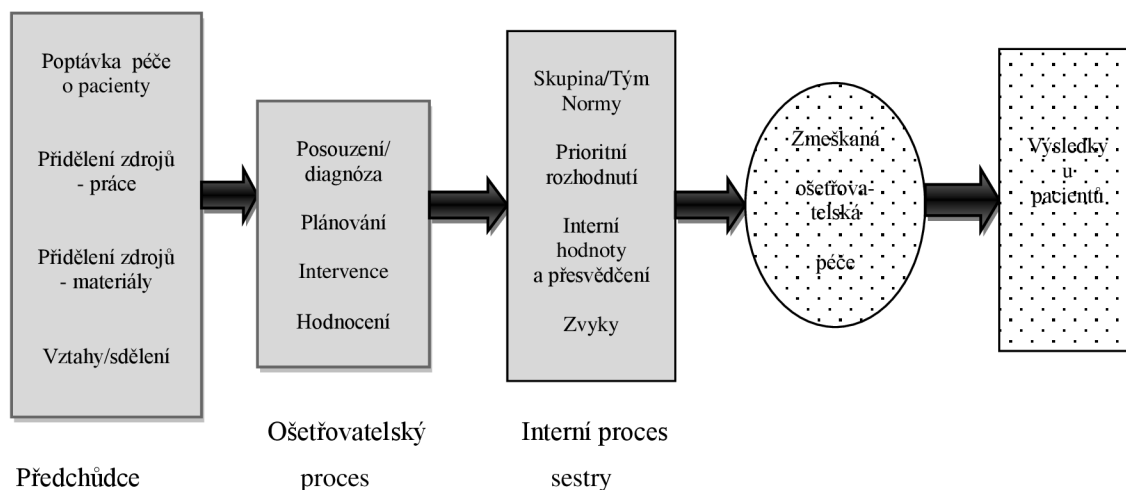 Poptávka péče
o pacienty
Přidělení zdrojů
- práce
Přidělení zdrojů
- materiály
Vztahy/sdělení
Posouzení/
diagnóza
Plánování
Intervence
Hodnocení
Skupina/Tým
Normy
Prioritní
rozhodnutí
Interní
hodnoty
a přesvědčení
Zvyky
Zmeškaná
ošetřova-
telská
péče
Výsledky
u
pacientů
Předchůdce
Ošetřovatelský
proces
Interní proces
sestry